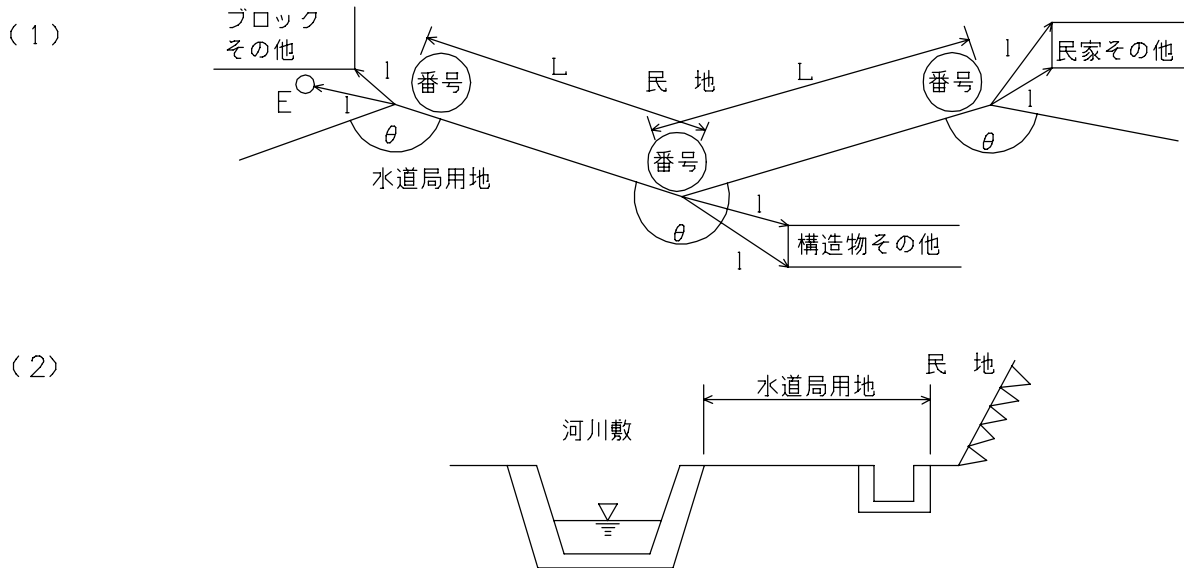 (1)
ブロック
その他
l
E
l
θ
番号
L
民 地
L
番号
l
民家その他
l
θ
水道局用地
番号
θ
l
構造物その他
l
(2)
民 地
水道局用地
河川敷